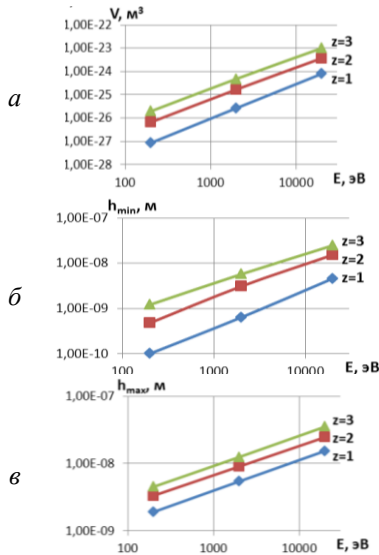 V, м³
1,00E-22
1,00E-23
1,00E-24
1,00E-25
1,00E-26
1,00E-27
1,00E-28
z=3
z=2
z=1
100 1000 10000 E, эВ
а
hmin, м
1,00E-07
1,00E-08
1,00E-09
1,00E-10
z=3
z=2
z=1
100 1000 10000 E, эВ
б
hmax, м
1,00E-07
1,00E-08
1,00E-09
z=3
z=2
z=1
100 1000 10000 E, эВ
в